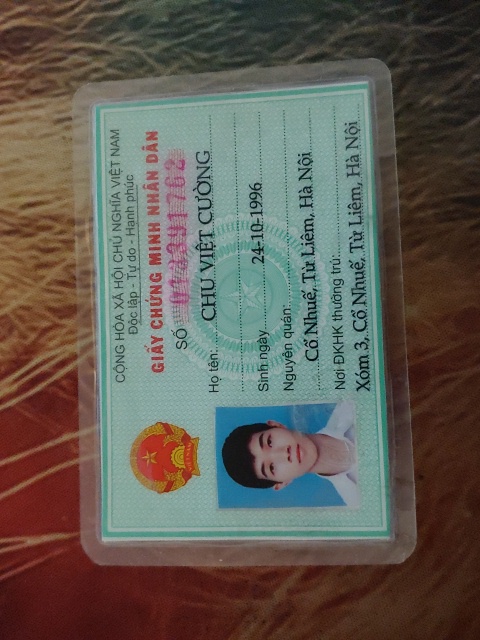 CỘNG HÒA XÃ HỘI CHỦ NGHĨA VIỆT NAM
Độc lập - Tự do - Hạnh phúc
GIẤY CHỨNG MINH NHÂN DÂN
SỐ 013391762
Họ tên: CHU VIỆT CƯỜNG
Sinh ngày 24-10-1996
Nguyên quán:
Cổ Nhuế, Từ Liêm, Hà Nội
Nơi ĐKHK thường trú:
Xóm 3, Cổ Nhuế, Từ Liêm, Hà Nội
VIỆT NAM